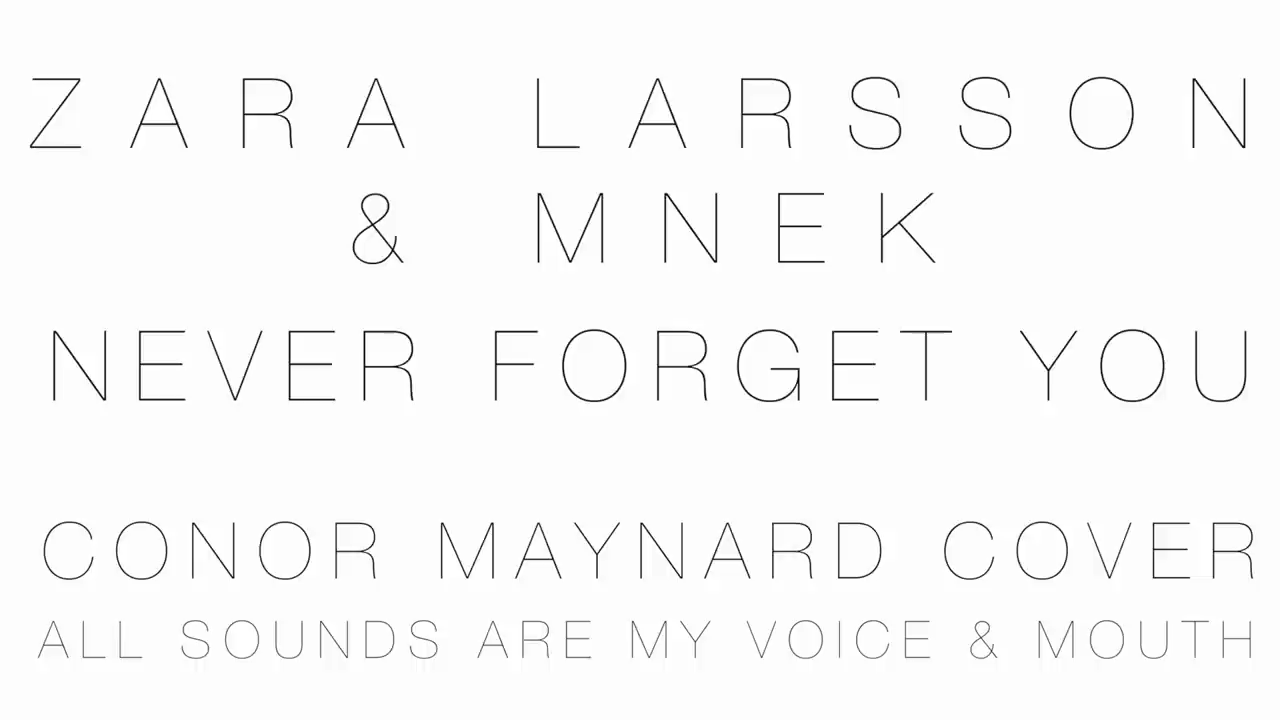 ZARA LARSSON
& MNEK
NEVER FORGET YOU
CONOR MAYNARD COVER
ALL SOUNDS ARE MY VOICE & MOUTH